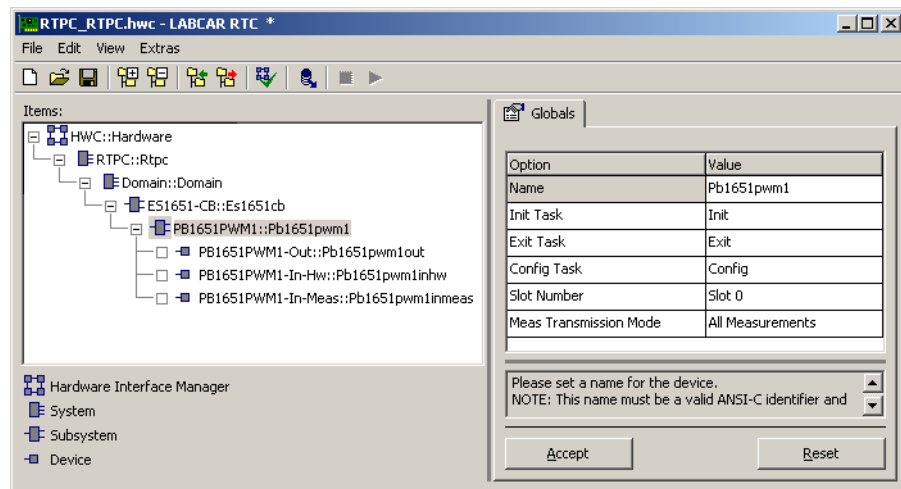 RTPC_RTPC.hwc - LABCAR RTC *
File Edit View Extras
Items:
HWC::Hardware
RTPC::Rtpc
Domain::Domain
ES1651-CB::Es1651cb
PB1651PWM1::Pb1651pwm1
PB1651PWM1-Out::Pb1651pwm1out
PB1651PWM1-In-Hw::Pb1651pwm1inhw
PB1651PWM1-In-Meas::Pb1651pwm1inmeas
Hardware Interface Manager
System
Subsystem
Device
Globals
Option Value
Name Pb1651pwm1
Init Task Init
Exit Task Exit
Config Task Config
Slot Number Slot 0
Meas Transmission Mode All Measurements
Please set a name for the device.
NOTE: This name must be a valid ANSI-C identifier and
Accept Reset